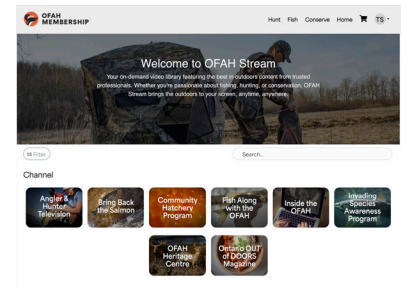 OFAH
MEMBERSHIP
Hunt Fish Conserve Home TS
Welcome to OFAH Stream
Your on-demand video library featuring the best in outdoors content from trusted
professionals. Whether you're passionate about fishing, hunting, or conservation, OFAH
Stream brings the outdoors to your screen, anytime, anywhere.
Filter
Search...
Channel
Angler &
Hunter
Television
Bring Back
the Salmon
Community
Hatchery
Program
Fish Along
with the
OFAH
Inside the
OFAH
Invading
Species
Awareness
Program
OFAH
Heritage
Centre
Ontario OUT
of DOORS
Magazine